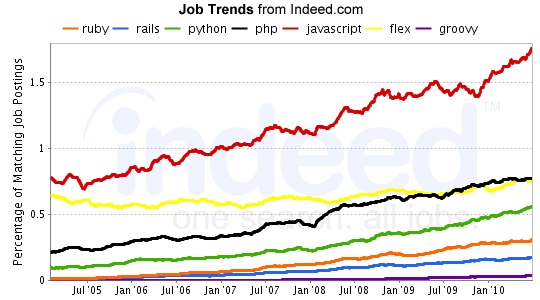 Job Trends from Indeed.com
ruby rails python php javascript flex groovy
Percentage of Matching Job Postings
1.5
1
0.5
0
indeed™
one search. all jobs.
Jul'05 Jan'06 Jul'06 Jan'07 Jul'07 Jan'08 Jul'08 Jan'09 Jul'09 Jan'10